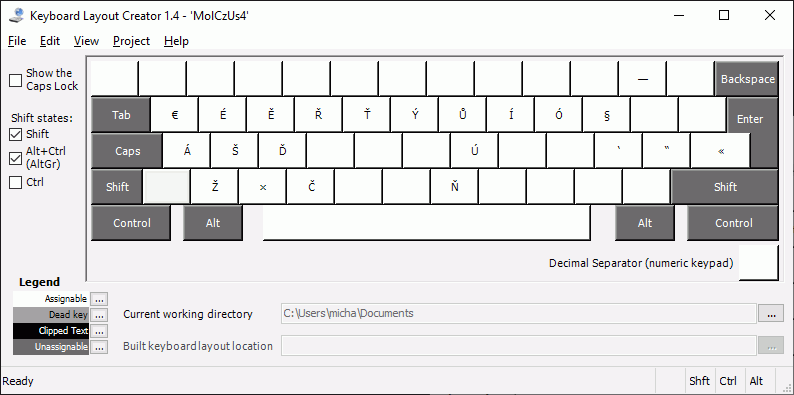 Keyboard Layout Creator 1.4 - 'MolCzUs4'
File Edit View Project Help
Show the
Caps Lock
Shift states:
Shift
Alt+Ctrl
(AltGr)
Ctrl
— Backspace
Tab € É Ě Ř Ť Ý Ů Í Ó § Enter
Caps Á Š Ď Ú ‛ “ «
Shift Ž × Č Ň Shift
Control Alt Alt Control
Decimal Separator (numeric keypad)
Legend
Assignable ...
Dead key ...
Clipped Text ...
Unassignable ...
Current working directory C:\Users\micha\Documents ...
Built keyboard layout location ...
Ready Shft Ctrl Alt